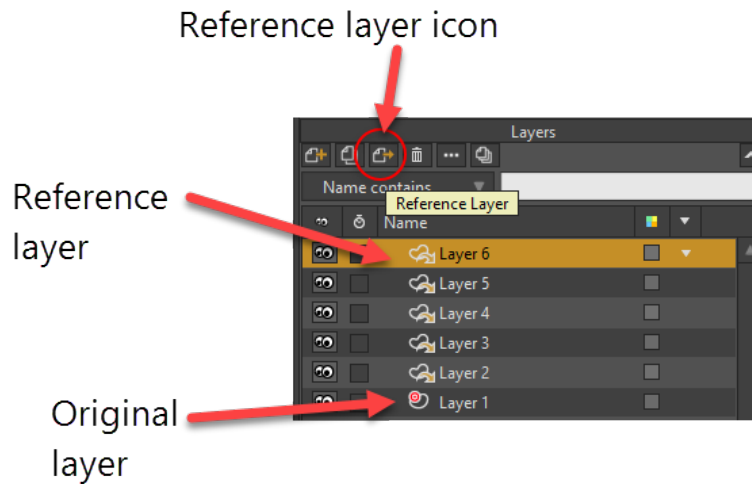 Reference layer icon
Layers
Name contains
Reference Layer
Reference
layer
Name
Layer 6
Layer 5
Layer 4
Layer 3
Layer 2
Layer 1
Original
layer